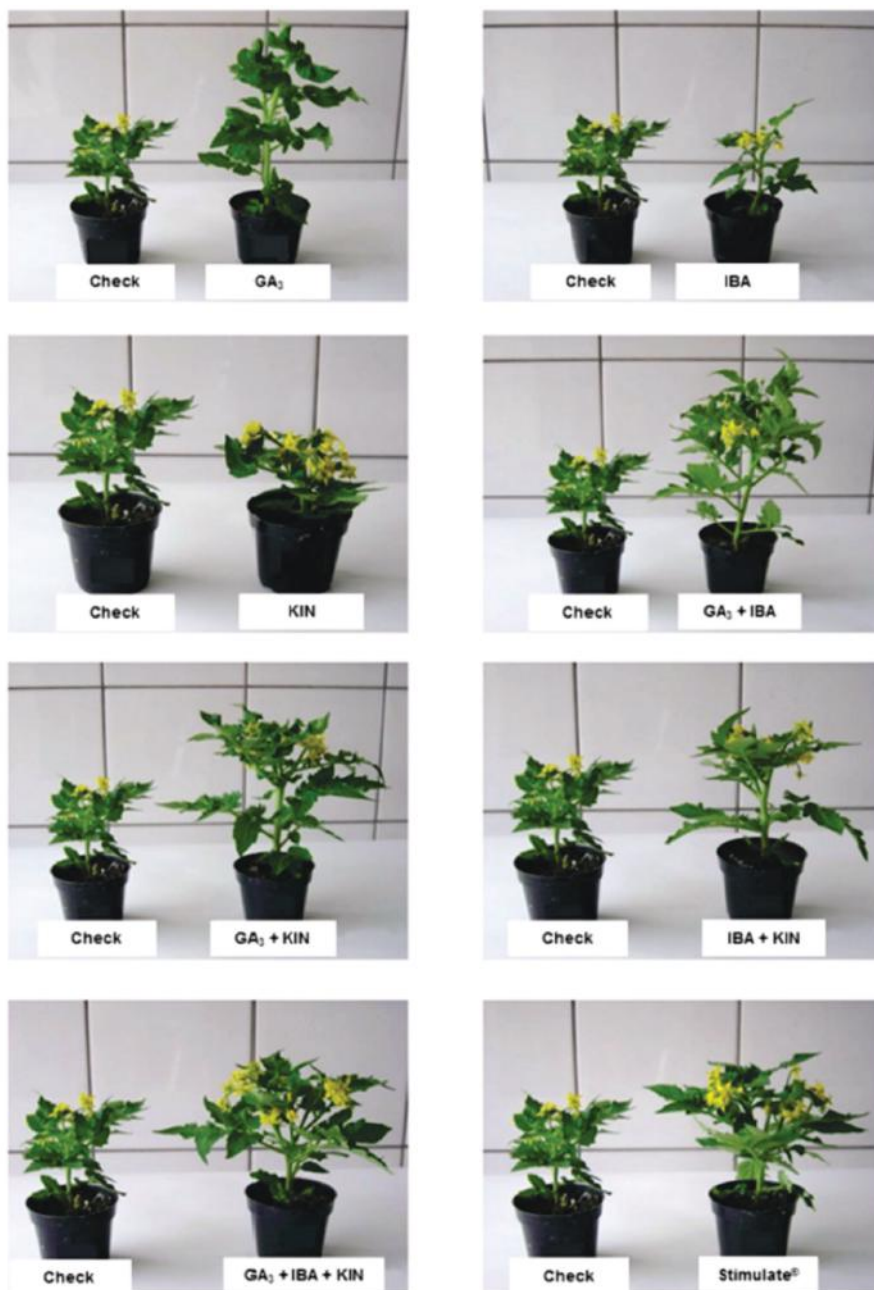 Check
GA₃
Check
IBA
Check
KIN
Check
GA₃ + IBA
Check
GA₃ + KIN
Check
IBA + KIN
Check
GA₃ + IBA + KIN
Check
Stimulate®